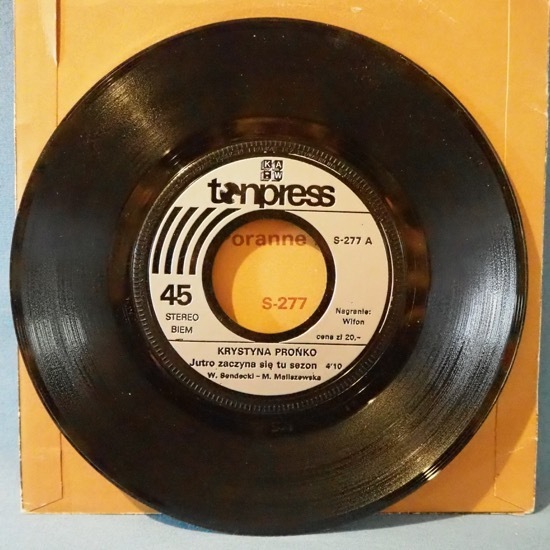 KAW
tonpress
oranne
S-277 A
45
STEREO
BIEM
S-277
Nagranie:
Wifon
cena zł 20,-
KRYSTYNA PROŃKO
Jutro zaczyna się tu sezon 4'10
W. Sendecki – M. Maliszewska